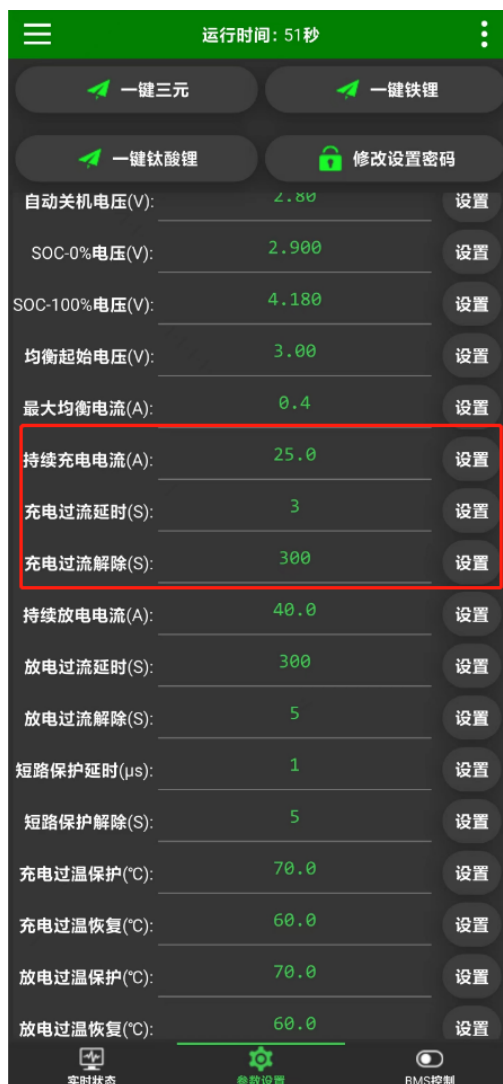 运行时间: 51秒
一键三元 一键铁锂
一键钛酸锂 修改设置密码
自动关机电压(V): 2.80 设置
SOC-0%电压(V): 2.900 设置
SOC-100%电压(V): 4.180 设置
均衡起始电压(V): 3.00 设置
最大均衡电流(A): 0.4 设置
持续充电电流(A): 25.0 设置
充电过流延时(S): 3 设置
充电过流解除(S): 300 设置
持续放电电流(A): 40.0 设置
放电过流延时(S): 300 设置
放电过流解除(S): 5 设置
短路保护延时(μs): 1 设置
短路保护解除(S): 5 设置
充电过温保护(℃): 70.0 设置
充电过温恢复(℃): 60.0 设置
放电过温保护(℃): 70.0 设置
放电过温恢复(℃): 60.0 设置
实时状态 参数设置 BMS控制